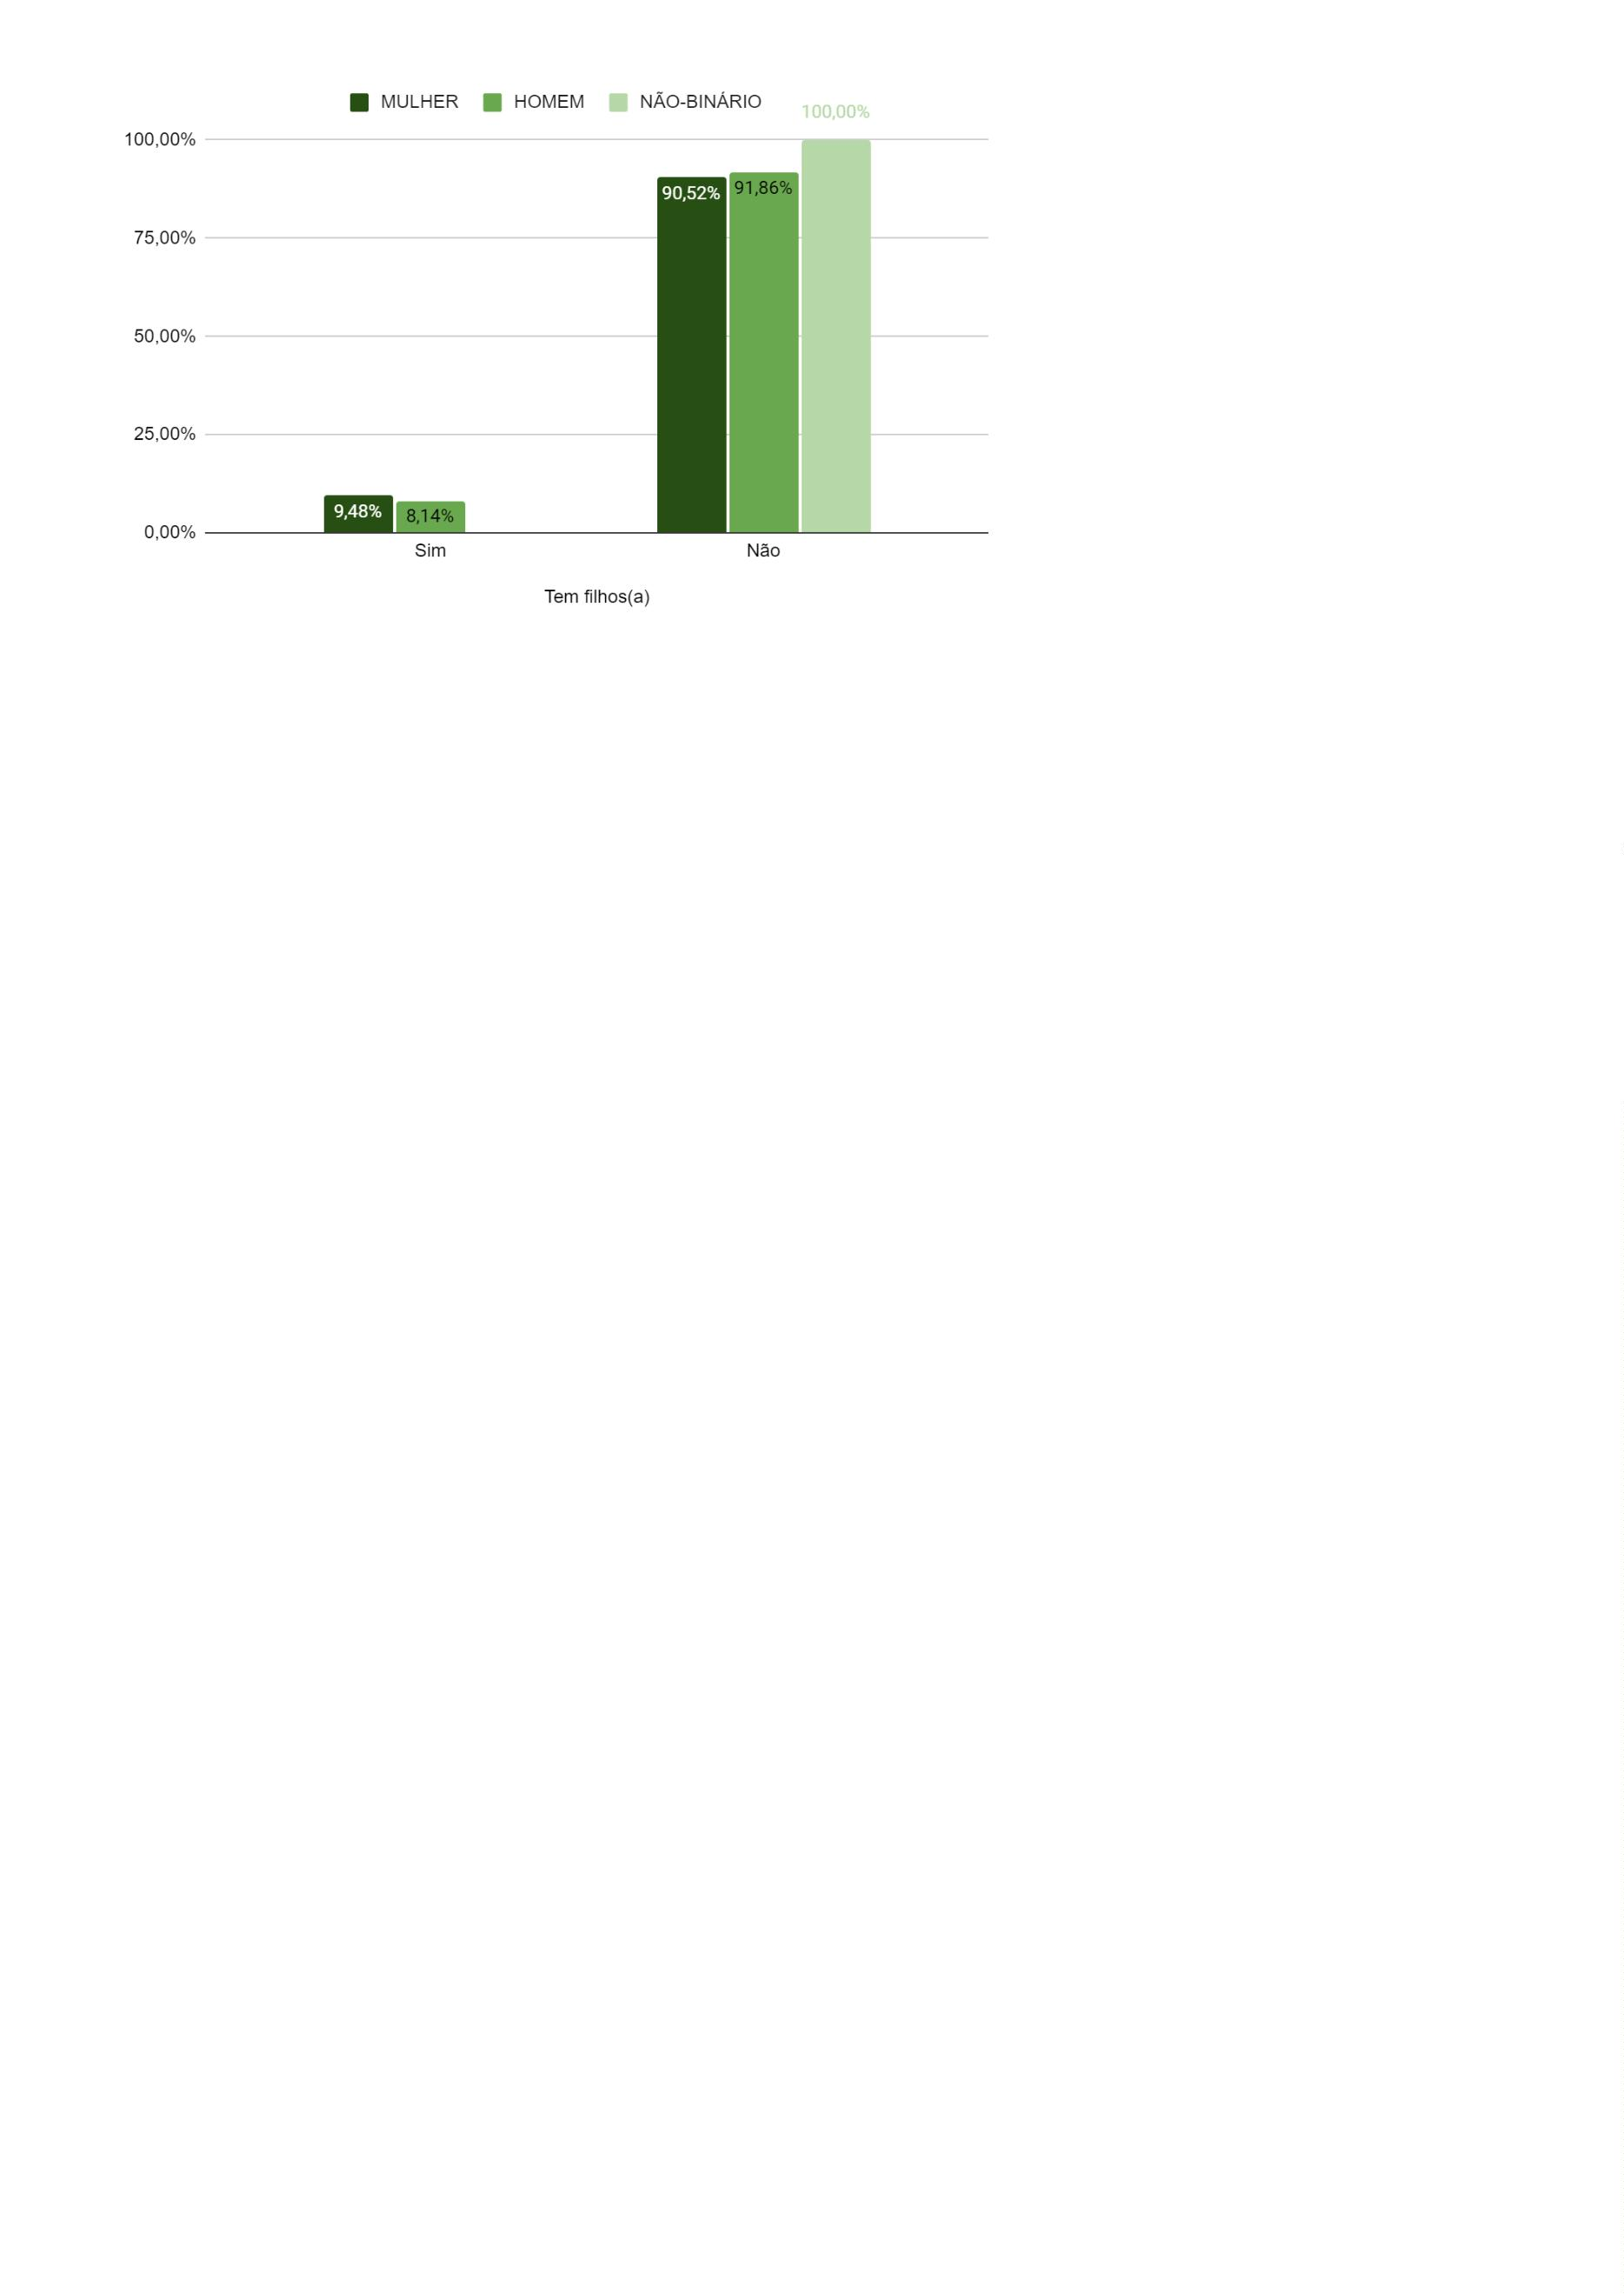 MULHER HOMEM NÃO-BINÁRIO
100,00%
100,00%
90,52% 91,86%
75,00%
50,00%
25,00%
9,48% 8,14%
0,00%
Sim Não
Tem filhos(a)